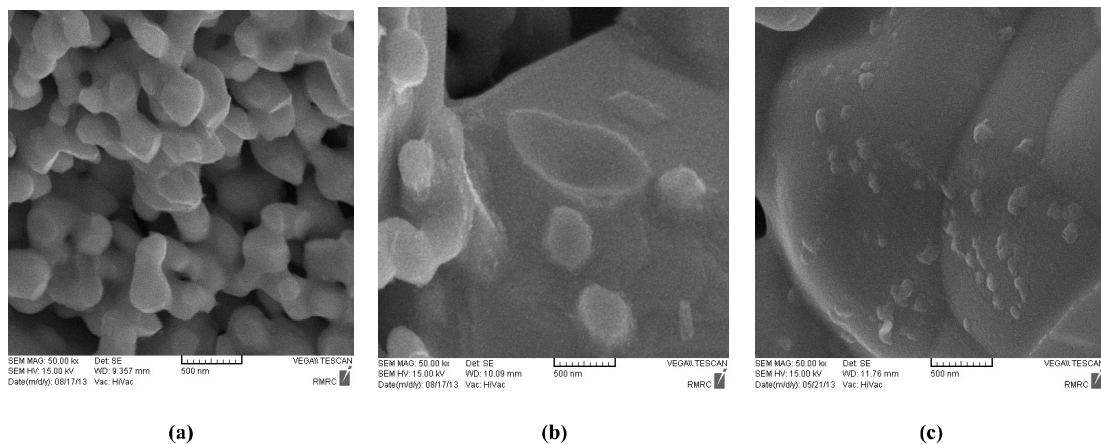 SEM MAG: 50.00 kx Det: SE
SEM HV: 15.00 kV WD: 9.357 mm 500 nm VEGA\\ TESCAN
Date(m/d/y): 08/17/13 Vac: HiVac RMRC
SEM MAG: 50.00 kx Det: SE
SEM HV: 15.00 kV WD: 10.09 mm 500 nm VEGA\\ TESCAN
Date(m/d/y): 08/17/13 Vac: HiVac RMRC
SEM MAG: 50.00 kx Det: SE
SEM HV: 15.00 kV WD: 11.76 mm 500 nm VEGA\\ TESCAN
Date(m/d/y): 05/21/13 Vac: HiVac RMRC
(a) (b) (c)